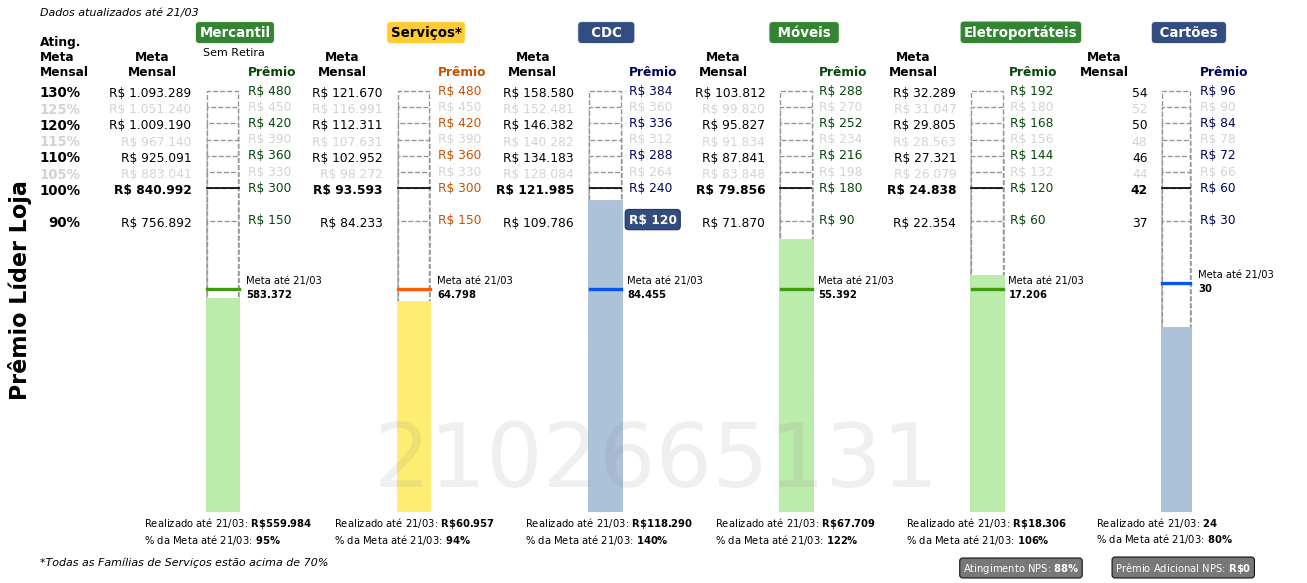 Dados atualizados até 21/03
Mercantil Serviços* CDC Móveis Eletroportáteis Cartões
Sem Retira
Ating. Meta Mensal
Meta Mensal Prêmio Meta Mensal Prêmio Meta Mensal Prêmio Meta Mensal Prêmio Meta Mensal Prêmio Meta Mensal Prêmio
130% R$ 1.093.289 R$ 480 R$ 121.670 R$ 480 R$ 158.580 R$ 384 R$ 103.812 R$ 288 R$ 32.289 R$ 192 54 R$ 96
125% R$ 1.051.240 R$ 450 R$ 116.991 R$ 450 R$ 152.481 R$ 360 R$ 99.820 R$ 270 R$ 31.047 R$ 180 52 R$ 90
120% R$ 1.009.190 R$ 420 R$ 112.311 R$ 420 R$ 146.382 R$ 336 R$ 95.827 R$ 252 R$ 29.805 R$ 168 50 R$ 84
115% R$ 967.140 R$ 390 R$ 107.631 R$ 390 R$ 140.282 R$ 312 R$ 91.834 R$ 234 R$ 28.563 R$ 156 48 R$ 78
110% R$ 925.091 R$ 360 R$ 102.952 R$ 360 R$ 134.183 R$ 288 R$ 87.841 R$ 216 R$ 27.321 R$ 144 46 R$ 72
105% R$ 883.041 R$ 330 R$ 98.272 R$ 330 R$ 128.084 R$ 264 R$ 83.848 R$ 198 R$ 26.079 R$ 132 44 R$ 66
100% R$ 840.992 R$ 300 R$ 93.593 R$ 300 R$ 121.985 R$ 240 R$ 79.856 R$ 180 R$ 24.838 R$ 120 42 R$ 60
90% R$ 756.892 R$ 150 R$ 84.233 R$ 150 R$ 109.786 R$ 120 R$ 71.870 R$ 90 R$ 22.354 R$ 60 37 R$ 30
Prêmio Líder Loja
Meta até 21/03 Meta até 21/03 Meta até 21/03 Meta até 21/03 Meta até 21/03 Meta até 21/03
583.372 64.798 84.455 55.392 17.206 30
2102665131
Realizado até 21/03: R$559.984 Realizado até 21/03: R$60.957 Realizado até 21/03: R$118.290 Realizado até 21/03: R$67.709 Realizado até 21/03: R$18.306 Realizado até 21/03: 24
% da Meta até 21/03: 95% % da Meta até 21/03: 94% % da Meta até 21/03: 140% % da Meta até 21/03: 122% % da Meta até 21/03: 106% % da Meta até 21/03: 80%
*Todas as Famílias de Serviços estão acima de 70% Atingimento NPS: 88% Prêmio Adicional NPS: R$0